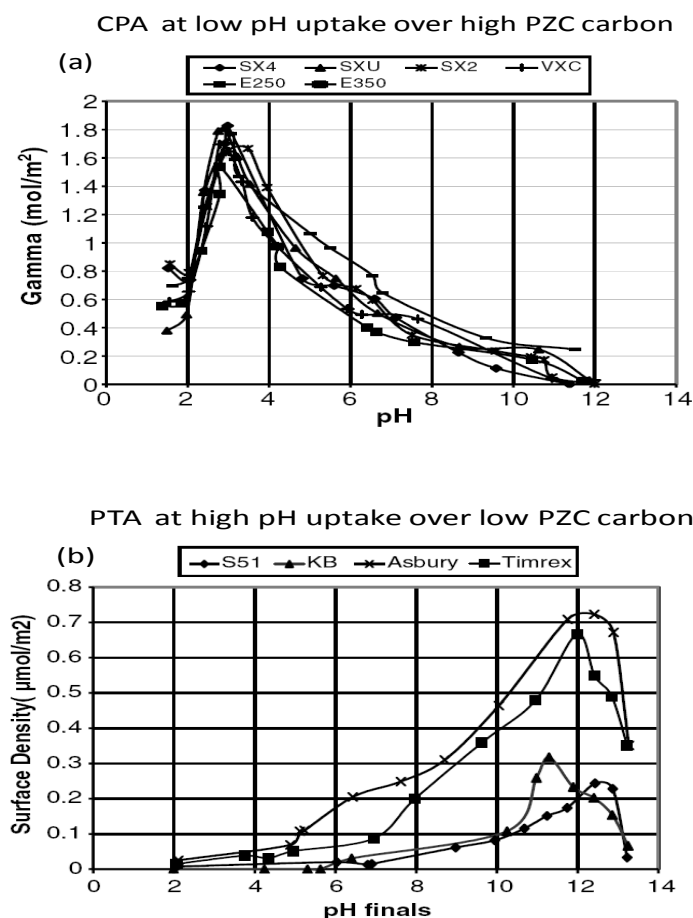 CPA at low pH uptake over high PZC carbon
(a)
SX4 SXU SX2 VXC
E250 E350
2
1.8
1.6
1.4
1.2
1
0.8
0.6
0.4
0.2
0
Gamma (mol/m²)
0 2 4 6 8 10 12 14
pH
PTA at high pH uptake over low PZC carbon
(b)
S51 KB Asbury Timrex
0.8
0.7
0.6
0.5
0.4
0.3
0.2
0.1
0
Surface Density( µmol/m2)
0 2 4 6 8 10 12 14
pH finals